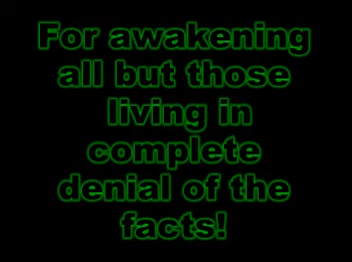 For awakening
all but those
living in
complete
denial of the
facts!